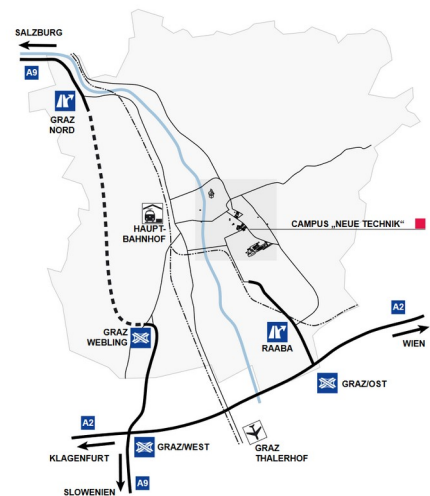 SALZBURG
A9
GRAZ
NORD
HAUPT-
BAHNHOF
CAMPUS „NEUE TECHNIK“
GRAZ
WEBLING
RAABA
A2
WIEN
GRAZ/OST
A2
GRAZ/WEST
GRAZ
THALERHOF
KLAGENFURT
A9
SLOWENIEN